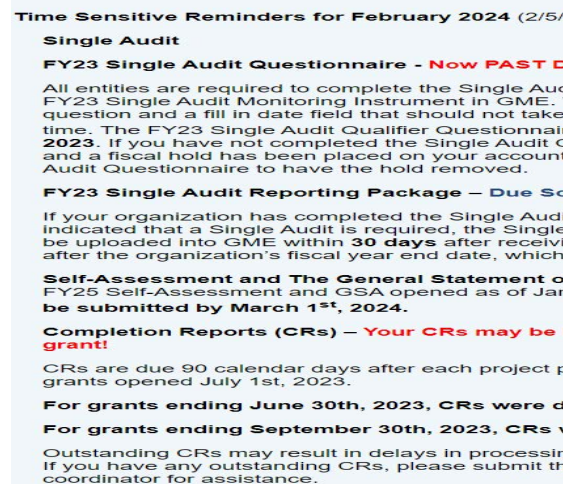 Time Sensitive Reminders for February 2024 (2/5/
Single Audit
FY23 Single Audit Questionnaire - Now PAST D
All entities are required to complete the Single Aud
FY23 Single Audit Monitoring Instrument in GME.
question and a fill in date field that should not take
time. The FY23 Single Audit Qualifier Questionnair
2023. If you have not completed the Single Audit Q
and a fiscal hold has been placed on your account
Audit Questionnaire to have the hold removed.
FY23 Single Audit Reporting Package – Due So
If your organization has completed the Single Audi
indicated that a Single Audit is required, the Single
be uploaded into GME within 30 days after receivi
after the organization's fiscal year end date, which
Self-Assessment and The General Statement o
FY25 Self-Assessment and GSA opened as of Jan
be submitted by March 1st, 2024.
Completion Reports (CRs) – Your CRs may be
grant!
CRs are due 90 calendar days after each project p
grants opened July 1st, 2023.
For grants ending June 30th, 2023, CRs were d
For grants ending September 30th, 2023, CRs w
Outstanding CRs may result in delays in processin
If you have any outstanding CRs, please submit th
coordinator for assistance.